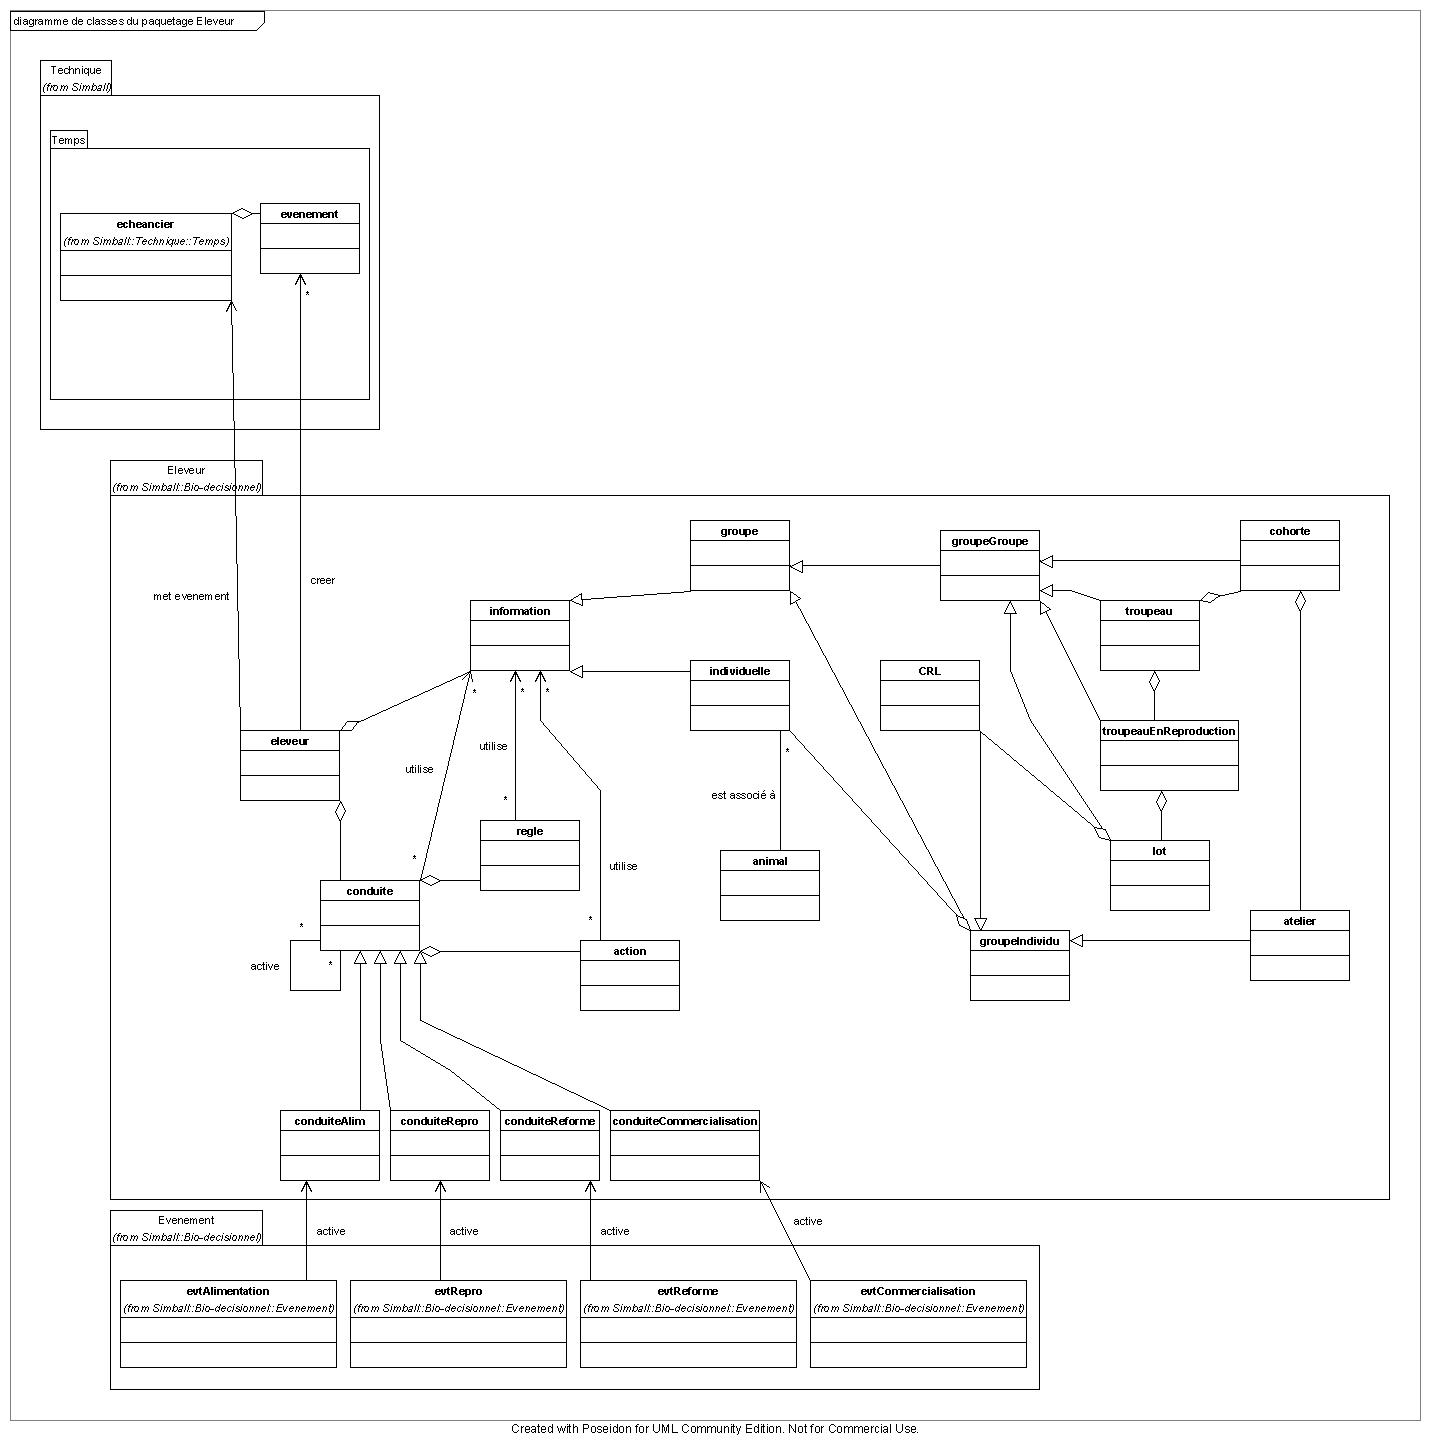 diagramme de classes du paquetage Eleveur
Technique
(from Simball)
Temps
echeancier
(from Simball::Technique::Temps)
evenement
*
Eleveur
(from Simball::Bio-decisionnel)
met evenement
creer
groupe
groupeGroupe
cohorte
information
troupeau
individuelle
CRL
* * *
eleveur
troupeauEnReproduction
utilise
utilise
*
est associé à
*
regle
lot
animal
*
utilise
conduite
*
*
atelier
groupeIndividu
action
active
*
conduiteAlim
conduiteRepro
conduiteReforme
conduiteCommercialisation
Evenement
(from Simball::Bio-decisionnel)
active
active
active
active
evtAlimentation
(from Simball::Bio-decisionnel::Evenement)
evtRepro
(from Simball::Bio-decisionnel::Evenement)
evtReforme
(from Simball::Bio-decisionnel::Evenement)
evtCommercialisation
(from Simball::Bio-decisionnel::Evenement)
Created with Poseidon for UML Community Edition. Not for Commercial Use.